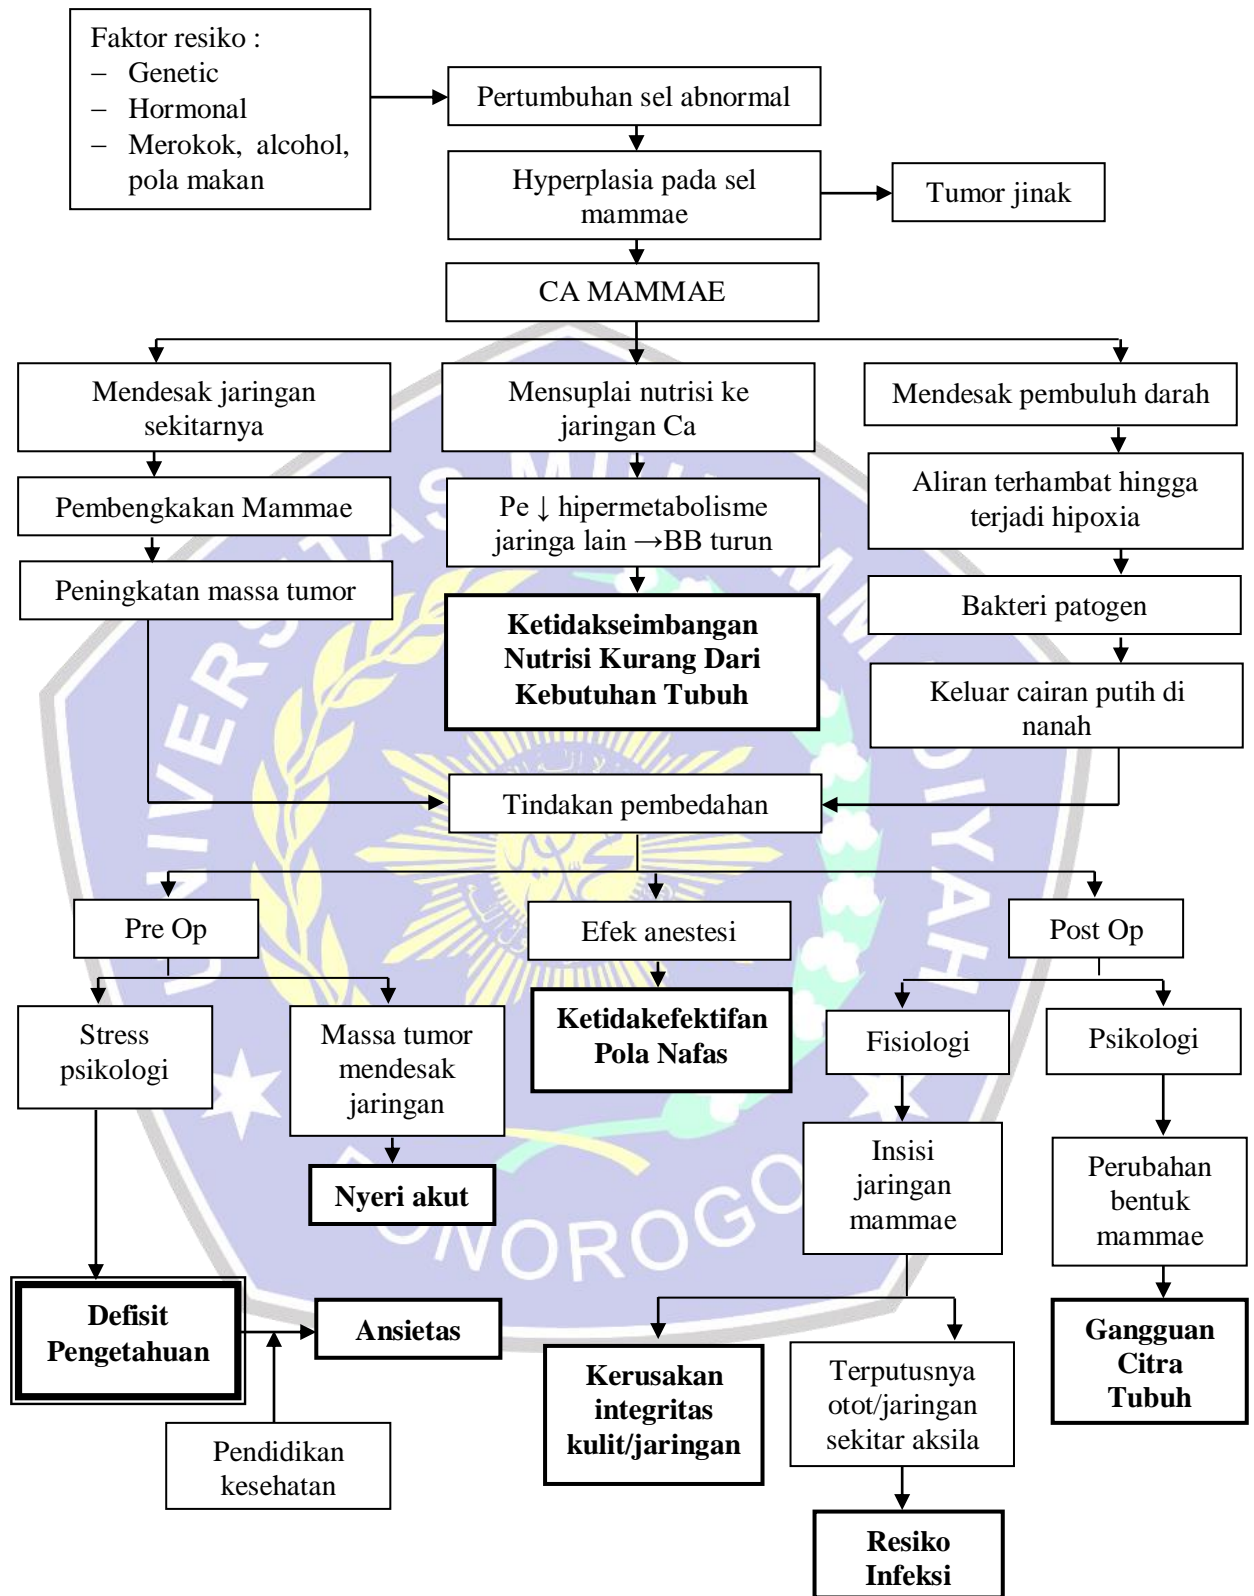 Faktor resiko :
– Genetic
– Hormonal
– Merokok, alcohol,
pola makan
Pertumbuhan sel abnormal
Hyperplasia pada sel
mammae
Tumor jinak
CA MAMMAE
Mendesak jaringan
sekitarnya
Mensuplai nutrisi ke
jaringan Ca
Mendesak pembuluh darah
Pembengkakan Mammae
Pe ↓ hipermetabolisme
jaringa lain →BB turun
Aliran terhambat hingga
terjadi hipoxia
Peningkatan massa tumor
Ketidakseimbangan
Nutrisi Kurang Dari
Kebutuhan Tubuh
Bakteri patogen
Keluar cairan putih di
nanah
Tindakan pembedahan
Pre Op
Efek anestesi
Post Op
Stress
psikologi
Massa tumor
mendesak
jaringan
Ketidakefektifan
Pola Nafas
Fisiologi
Psikologi
Nyeri akut
Insisi
jaringan
mammae
Perubahan
bentuk
mammae
Defisit
Pengetahuan
Ansietas
Kerusakan
integritas
kulit/jaringan
Terputusnya
otot/jaringan
sekitar aksila
Gangguan
Citra
Tubuh
Pendidikan
kesehatan
Resiko
Infeksi